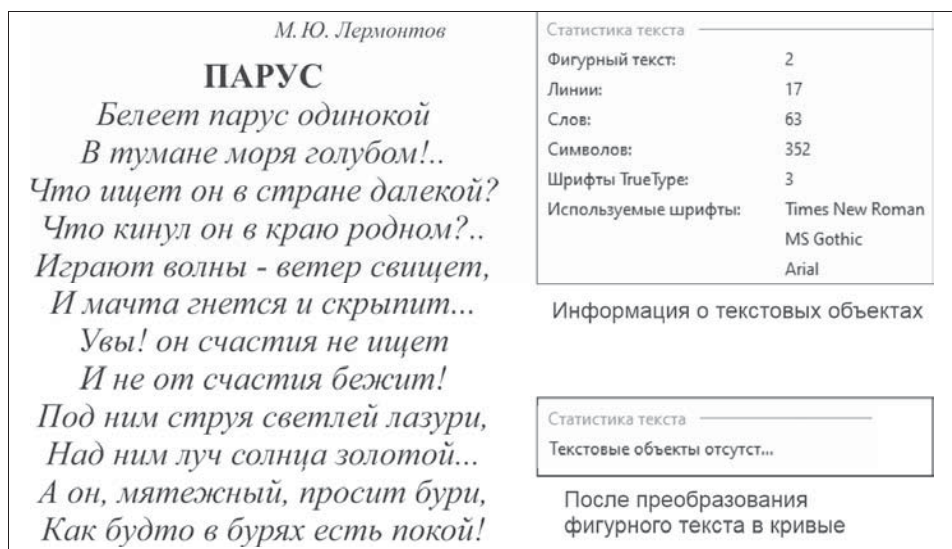 М. Ю. Лермонтов
ПАРУС
Белеет парус одинокой
В тумане моря голубом!..
Что ищет он в стране далекой?
Что кинул он в краю родном?..
Играют волны - ветер свищет,
И мачта гнется и скрыпит...
Увы! он счастия не ищет
И не от счастия бежит!
Под ним струя светлей лазури,
Над ним луч солнца золотой...
А он, мятежный, просит бури,
Как будто в бурях есть покой!
Статистика текста
Фигурный текст: 2
Линии: 17
Слов: 63
Символов: 352
Шрифты TrueType: 3
Используемые шрифты: Times New Roman
MS Gothic
Arial
Информация о текстовых объектах
Статистика текста
Текстовые объекты отсутст...
После преобразования
фигурного текста в кривые